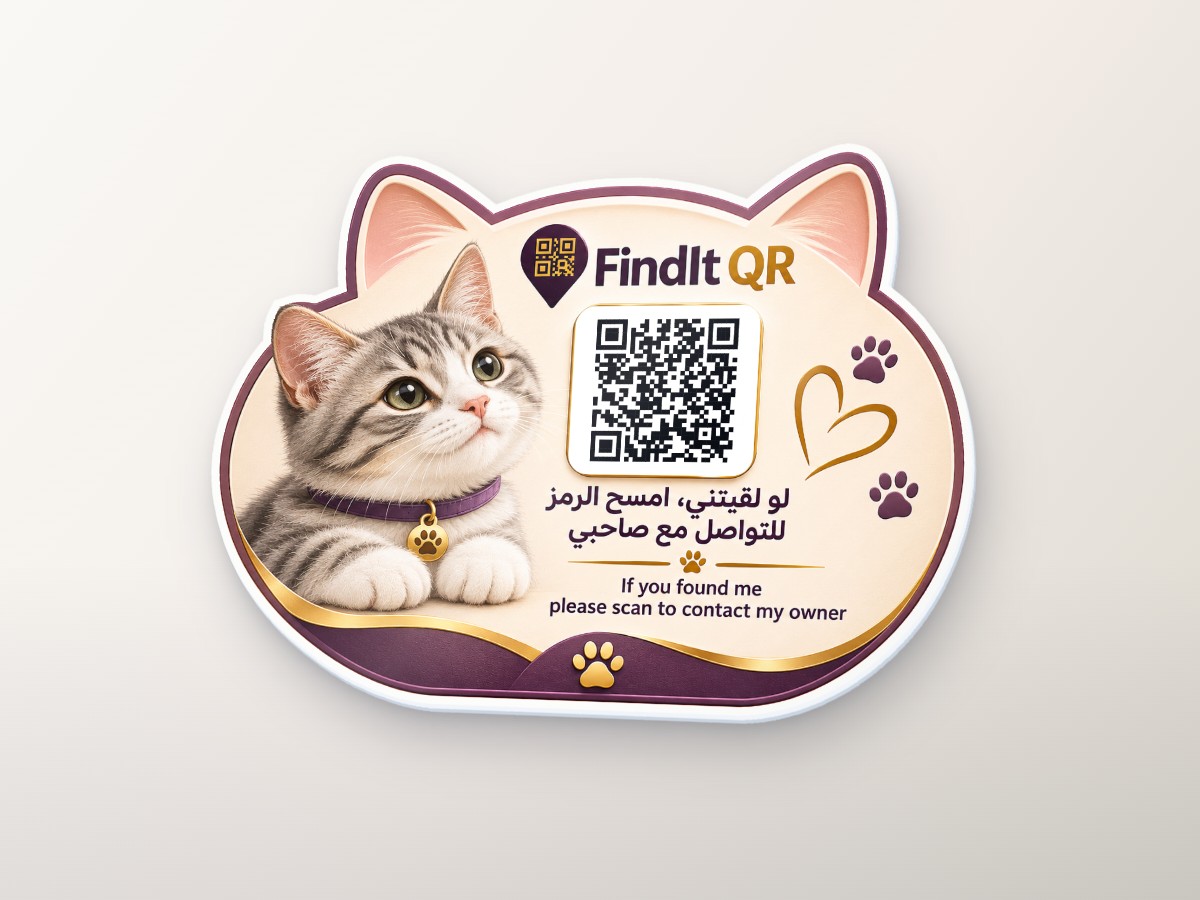 FindIt QR
لو لقيتني، امسح الرمز
للتواصل مع صاحبي
If you found me
please scan to contact my owner